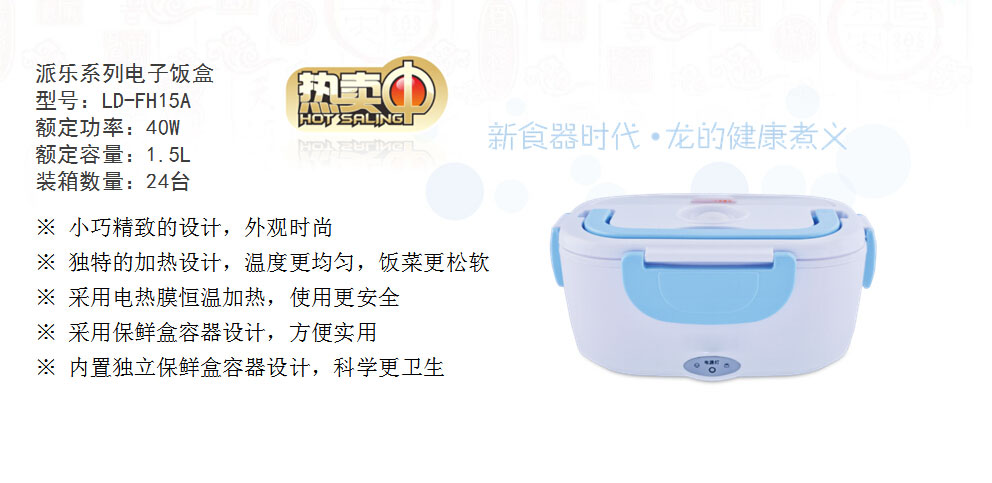 派乐系列电子饭盒
型号：LD-FH15A
额定功率：40W
额定容量：1.5L
装箱数量：24台
热卖中
HOT SALING
新食器时代·龙的健康煮义
※ 小巧精致的设计，外观时尚
※ 独特的加热设计，温度更均匀，饭菜更松软
※ 采用电热膜恒温加热，使用更安全
※ 采用保鲜盒容器设计，方便实用
※ 内置独立保鲜盒容器设计，科学更卫生
电源灯